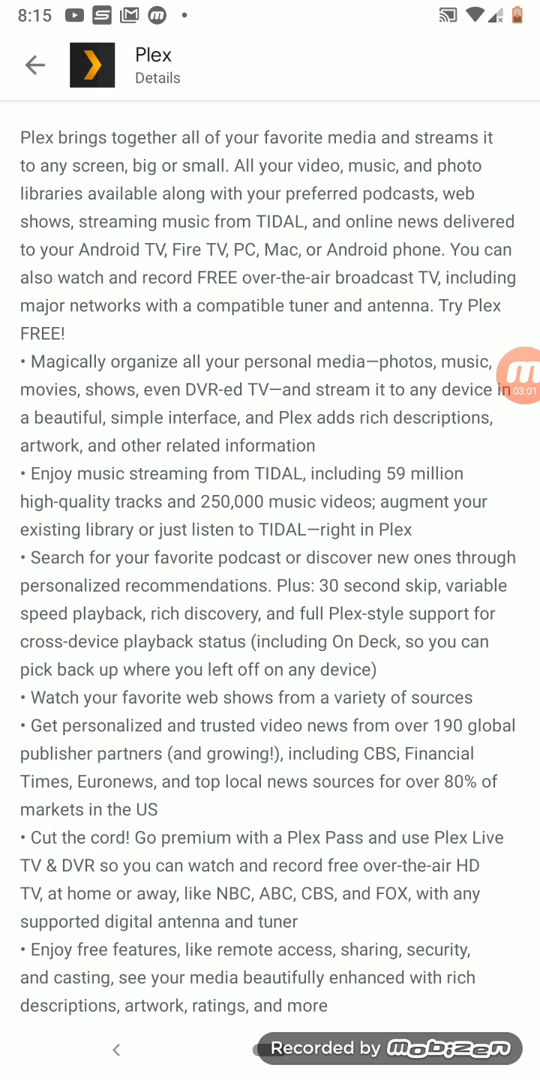 8:15
Plex
Details
Plex brings together all of your favorite media and streams it
to any screen, big or small. All your video, music, and photo
libraries available along with your preferred podcasts, web
shows, streaming music from TIDAL, and online news delivered
to your Android TV, Fire TV, PC, Mac, or Android phone. You can
also watch and record FREE over-the-air broadcast TV, including
major networks with a compatible tuner and antenna. Try Plex
FREE!
• Magically organize all your personal media—photos, music,
movies, shows, even DVR-ed TV—and stream it to any device in
03:01
a beautiful, simple interface, and Plex adds rich descriptions,
artwork, and other related information
• Enjoy music streaming from TIDAL, including 59 million
high-quality tracks and 250,000 music videos; augment your
existing library or just listen to TIDAL—right in Plex
• Search for your favorite podcast or discover new ones through
personalized recommendations. Plus: 30 second skip, variable
speed playback, rich discovery, and full Plex-style support for
cross-device playback status (including On Deck, so you can
pick back up where you left off on any device)
• Watch your favorite web shows from a variety of sources
• Get personalized and trusted video news from over 190 global
publisher partners (and growing!), including CBS, Financial
Times, Euronews, and top local news sources for over 80% of
markets in the US
• Cut the cord! Go premium with a Plex Pass and use Plex Live
TV & DVR so you can watch and record free over-the-air HD
TV, at home or away, like NBC, ABC, CBS, and FOX, with any
supported digital antenna and tuner
• Enjoy free features, like remote access, sharing, security,
and casting, see your media beautifully enhanced with rich
descriptions, artwork, ratings, and more
Recorded by mobizen